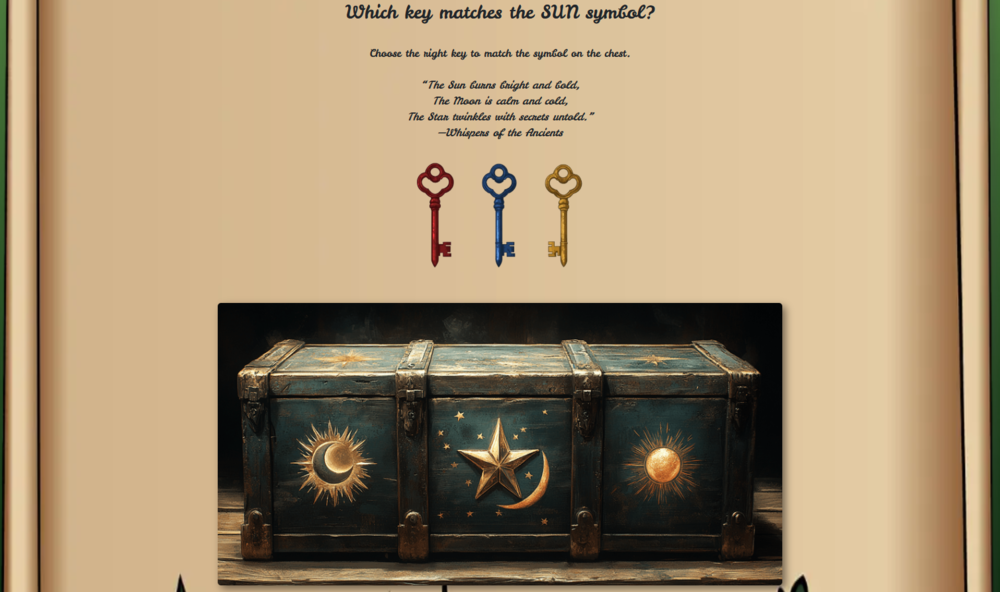 Which key matches the SUN symbol?
Choose the right key to match the symbol on the chest.
“The Sun burns bright and bold,
The Moon is calm and cold,
The Star twinkles with secrets untold.”
—Whispers of the Ancients